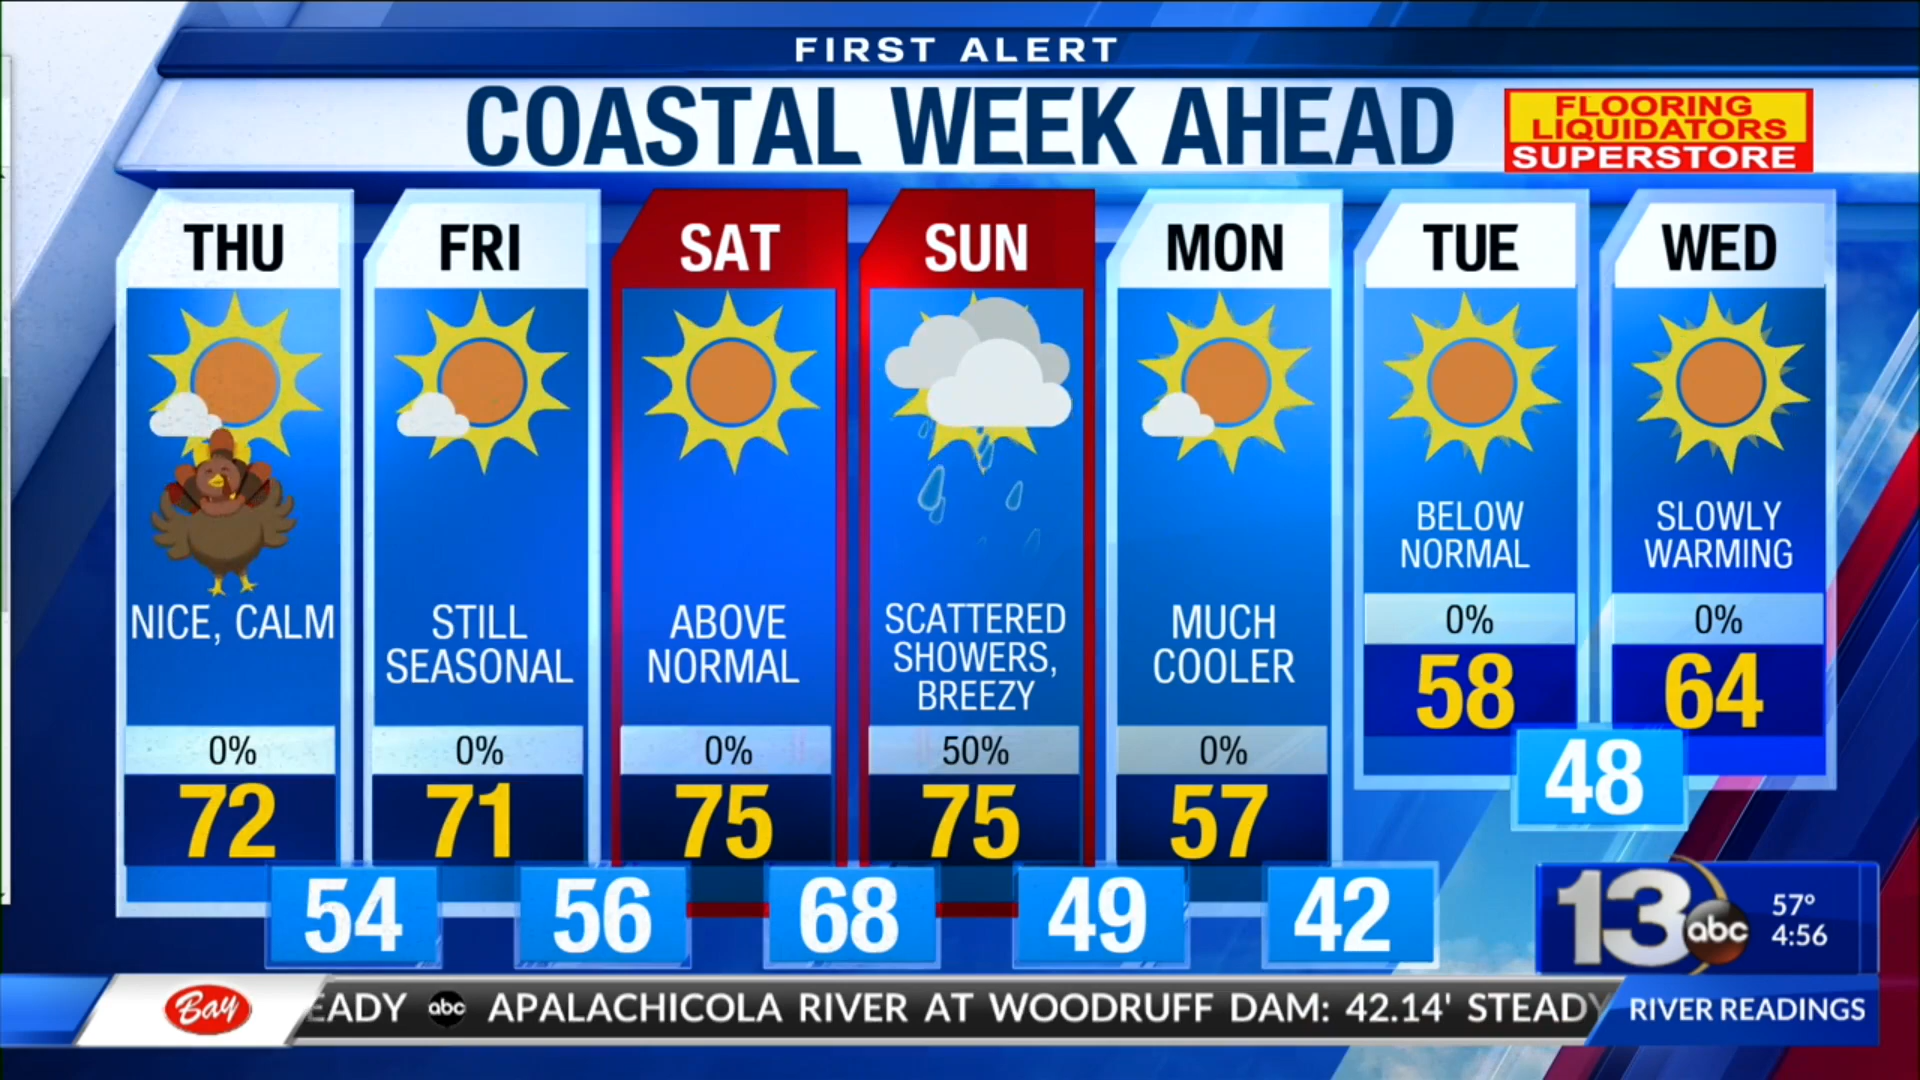 FIRST ALERT
COASTAL WEEK AHEAD
FLOORING
LIQUIDATORS
SUPERSTORE
THU
FRI
SAT
SUN
MON
TUE
WED
NICE, CALM
STILL
SEASONAL
ABOVE
NORMAL
SCATTERED
SHOWERS,
BREEZY
MUCH
COOLER
BELOW
NORMAL
SLOWLY
WARMING
0%
0%
0%
50%
0%
0%
0%
72
71
75
75
57
58
64
54
56
68
49
42
48
13 abc
57°
4:56
Bay
EADY abc APALACHICOLA RIVER AT WOODRUFF DAM: 42.14' STEADY
RIVER READINGS